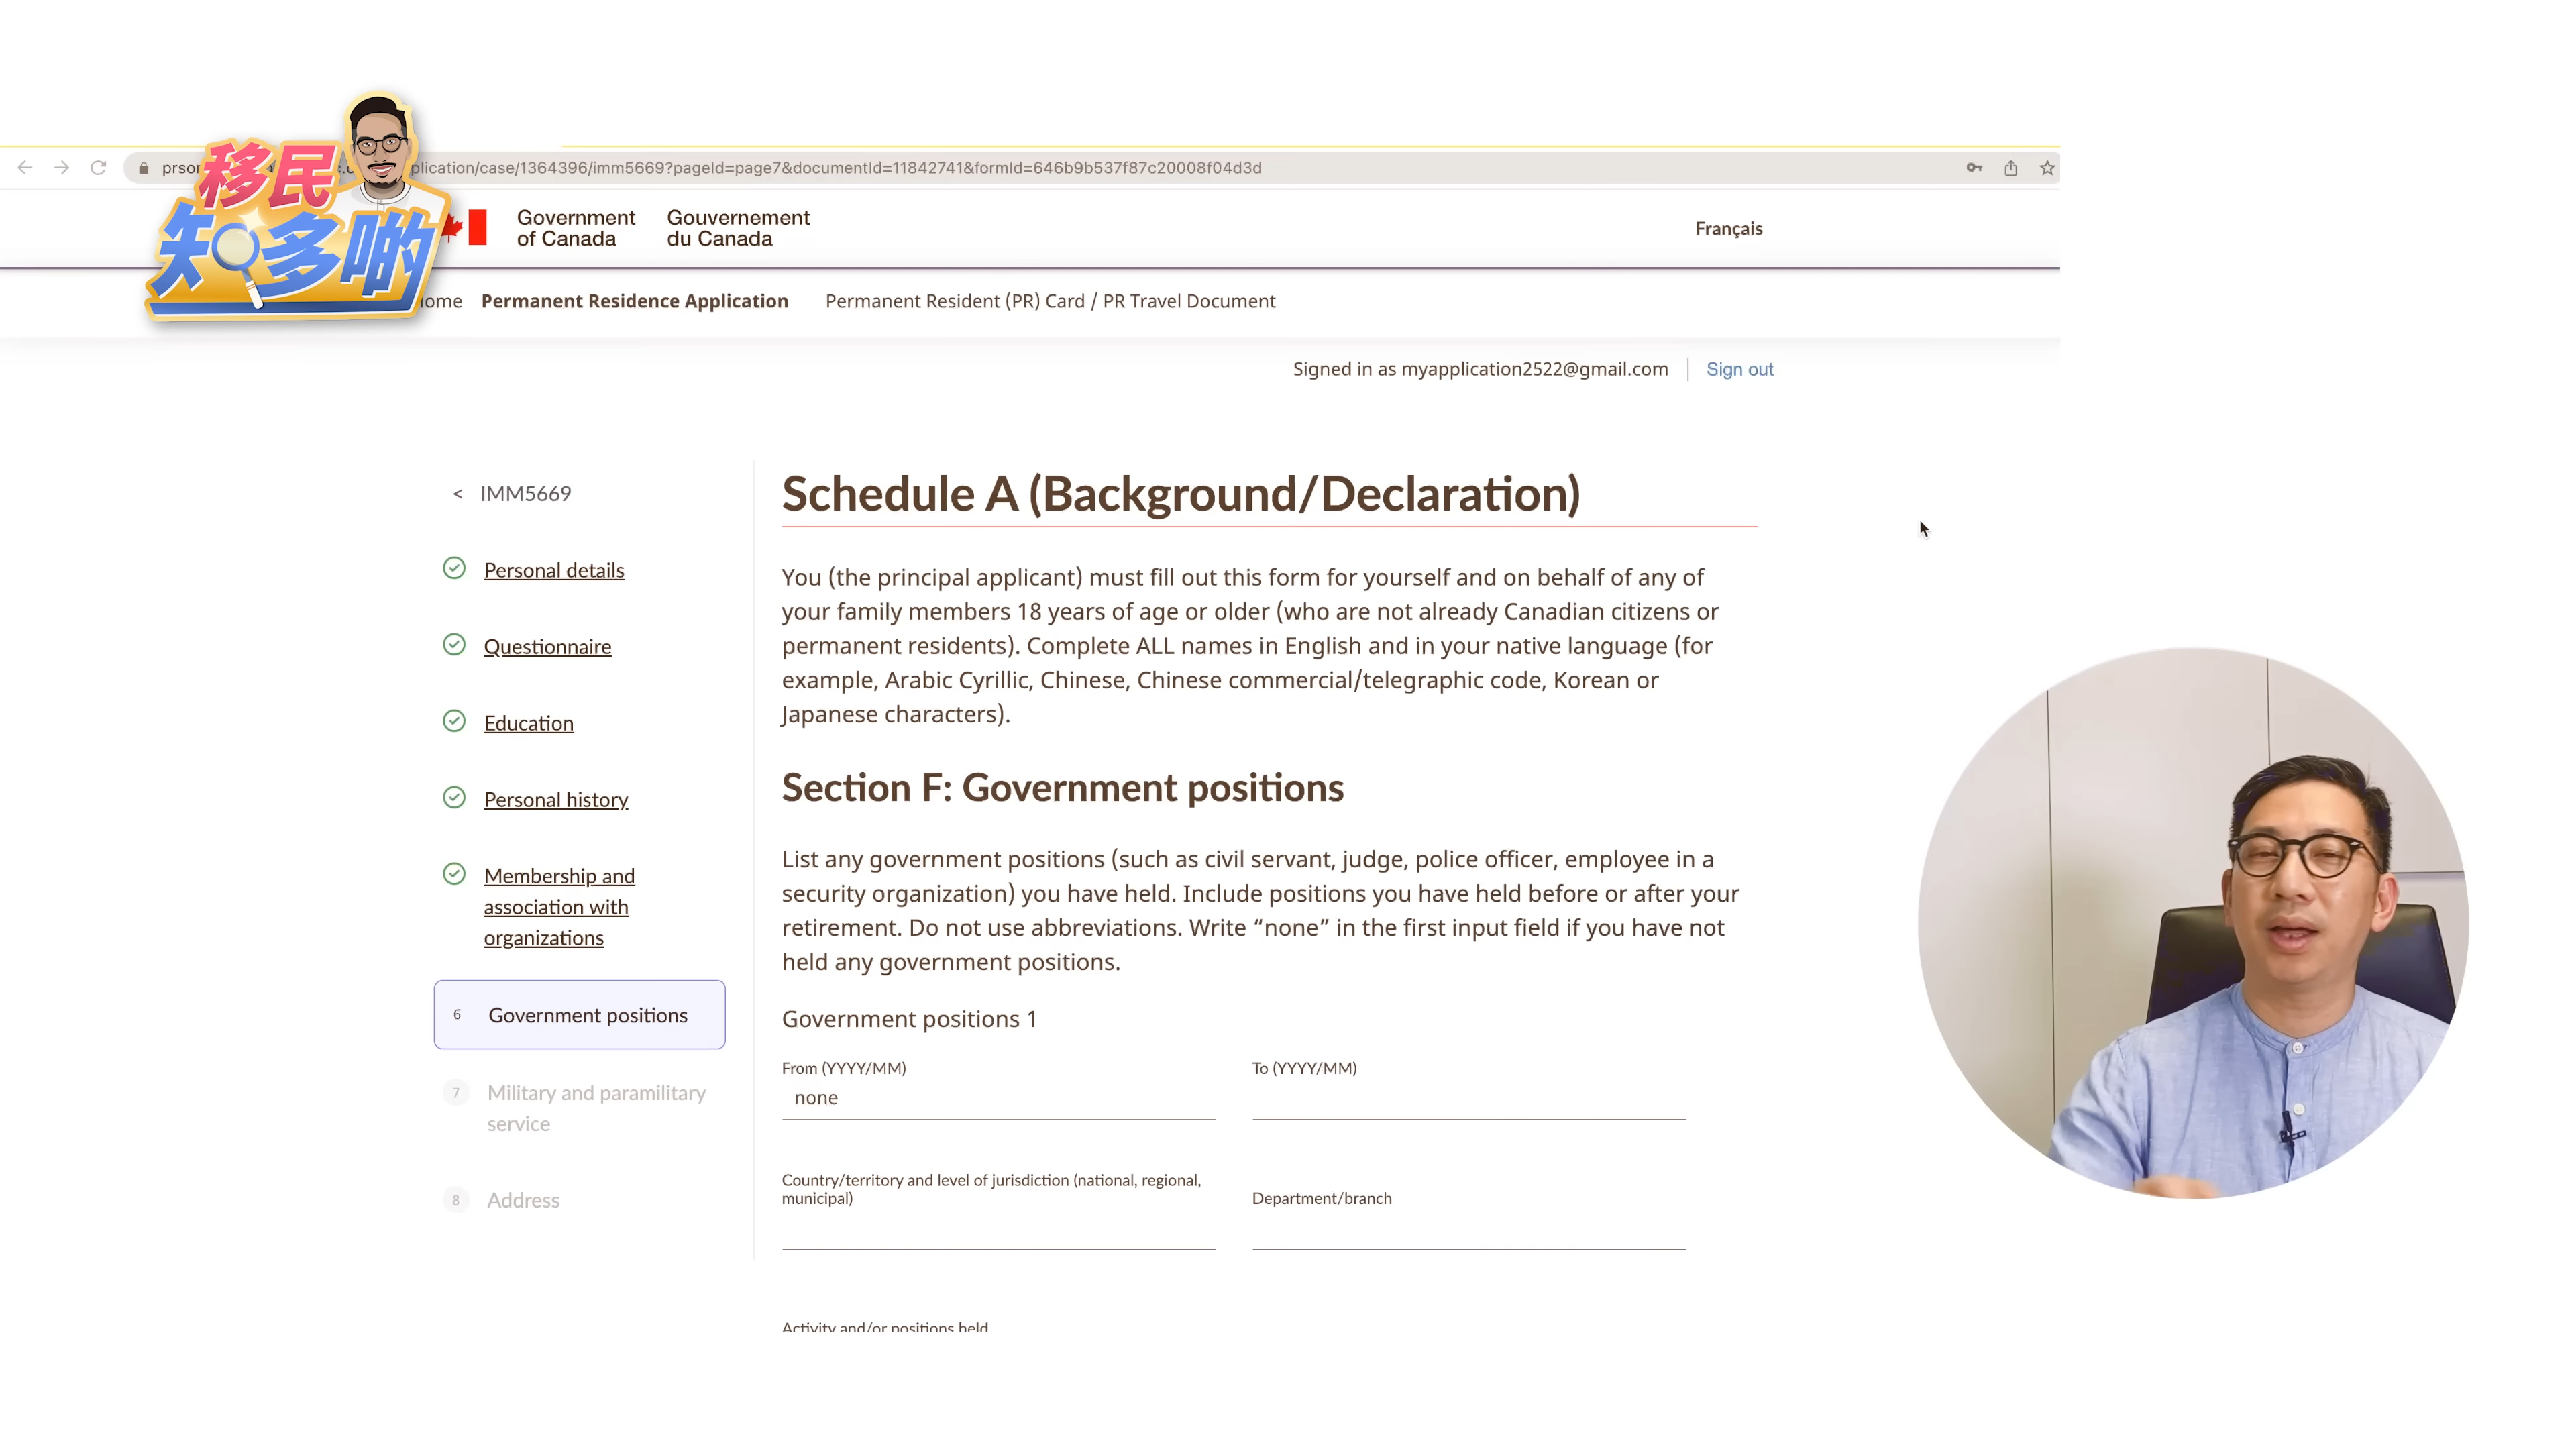 移民
知多啲
plication/case/1364396/imm5669?pageId=page7&documentId=11842741&formId=646b9b537f87c20008f04d3d
Government
of Canada
Gouvernement
du Canada
Français
Permanent Residence Application
Permanent Resident (PR) Card / PR Travel Document
Signed in as myapplication2522@gmail.com
Sign out
< IMM5669
Personal details
Questionnaire
Education
Personal history
Membership and
association with
organizations
6 Government positions
7 Military and paramilitary
service
8 Address
Schedule A (Background/Declaration)
You (the principal applicant) must fill out this form for yourself and on behalf of any of
your family members 18 years of age or older (who are not already Canadian citizens or
permanent residents). Complete ALL names in English and in your native language (for
example, Arabic Cyrillic, Chinese, Chinese commercial/telegraphic code, Korean or
Japanese characters).
Section F: Government positions
List any government positions (such as civil servant, judge, police officer, employee in a
security organization) you have held. Include positions you have held before or after your
retirement. Do not use abbreviations. Write “none” in the first input field if you have not
held any government positions.
Government positions 1
From (YYYY/MM)
none
To (YYYY/MM)
Country/territory and level of jurisdiction (national, regional,
municipal)
Department/branch
Activity and/or positions held